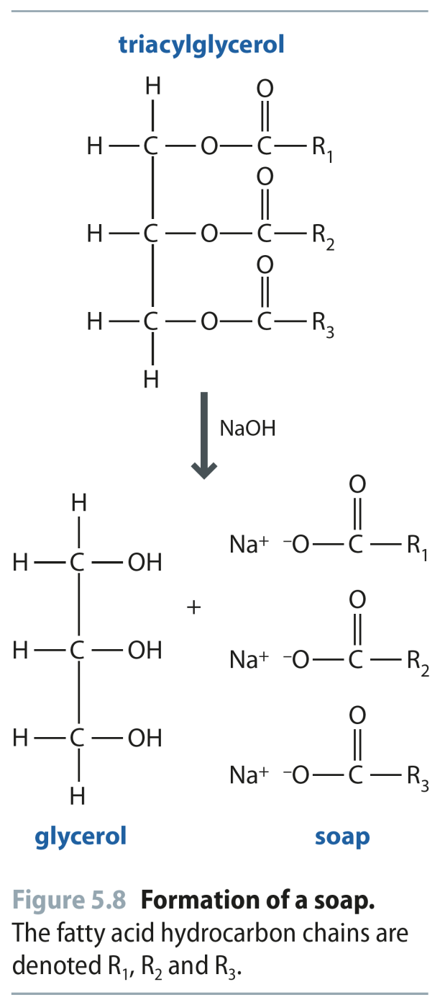 triacylglycerol
H O
H C O C R₁
O
H C O C R₂
O
H C O C R₃
H
NaOH
O
H
Na⁺ ⁻O C R₁
H C OH
O
+
H C OH
Na⁺ ⁻O C R₂
O
H C OH
Na⁺ ⁻O C R₃
H
glycerol soap
Figure 5.8 Formation of a soap.
The fatty acid hydrocarbon chains are
denoted R₁, R₂ and R₃.